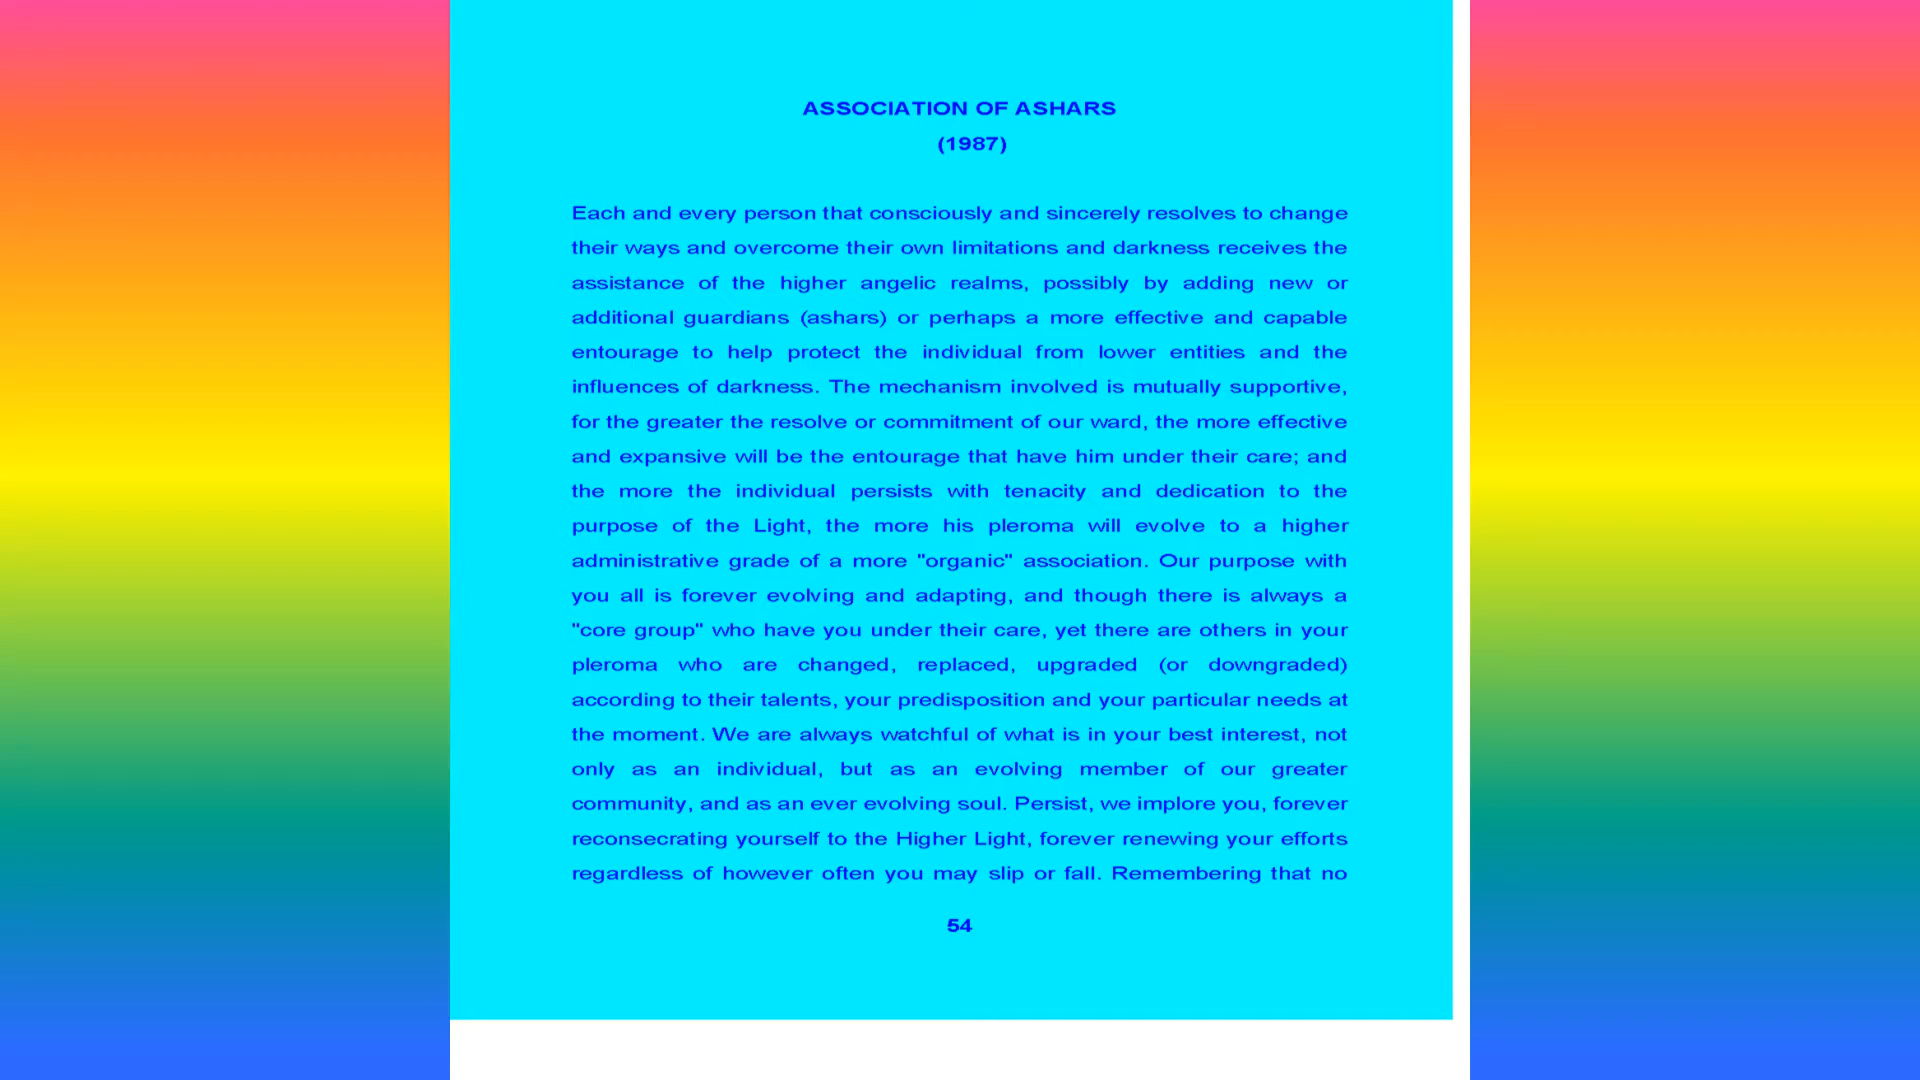 ASSOCIATION OF ASHARS
(1987)
Each and every person that consciously and sincerely resolves to change
their ways and overcome their own limitations and darkness receives the
assistance of the higher angelic realms, possibly by adding new or
additional guardians (ashars) or perhaps a more effective and capable
entourage to help protect the individual from lower entities and the
influences of darkness. The mechanism involved is mutually supportive,
for the greater the resolve or commitment of our ward, the more effective
and expansive will be the entourage that have him under their care; and
the more the individual persists with tenacity and dedication to the
purpose of the Light, the more his pleroma will evolve to a higher
administrative grade of a more "organic" association. Our purpose with
you all is forever evolving and adapting, and though there is always a
"core group" who have you under their care, yet there are others in your
pleroma who are changed, replaced, upgraded (or downgraded)
according to their talents, your predisposition and your particular needs at
the moment. We are always watchful of what is in your best interest, not
only as an individual, but as an evolving member of our greater
community, and as an ever evolving soul. Persist, we implore you, forever
reconsecrating yourself to the Higher Light, forever renewing your efforts
regardless of however often you may slip or fall. Remembering that no
54